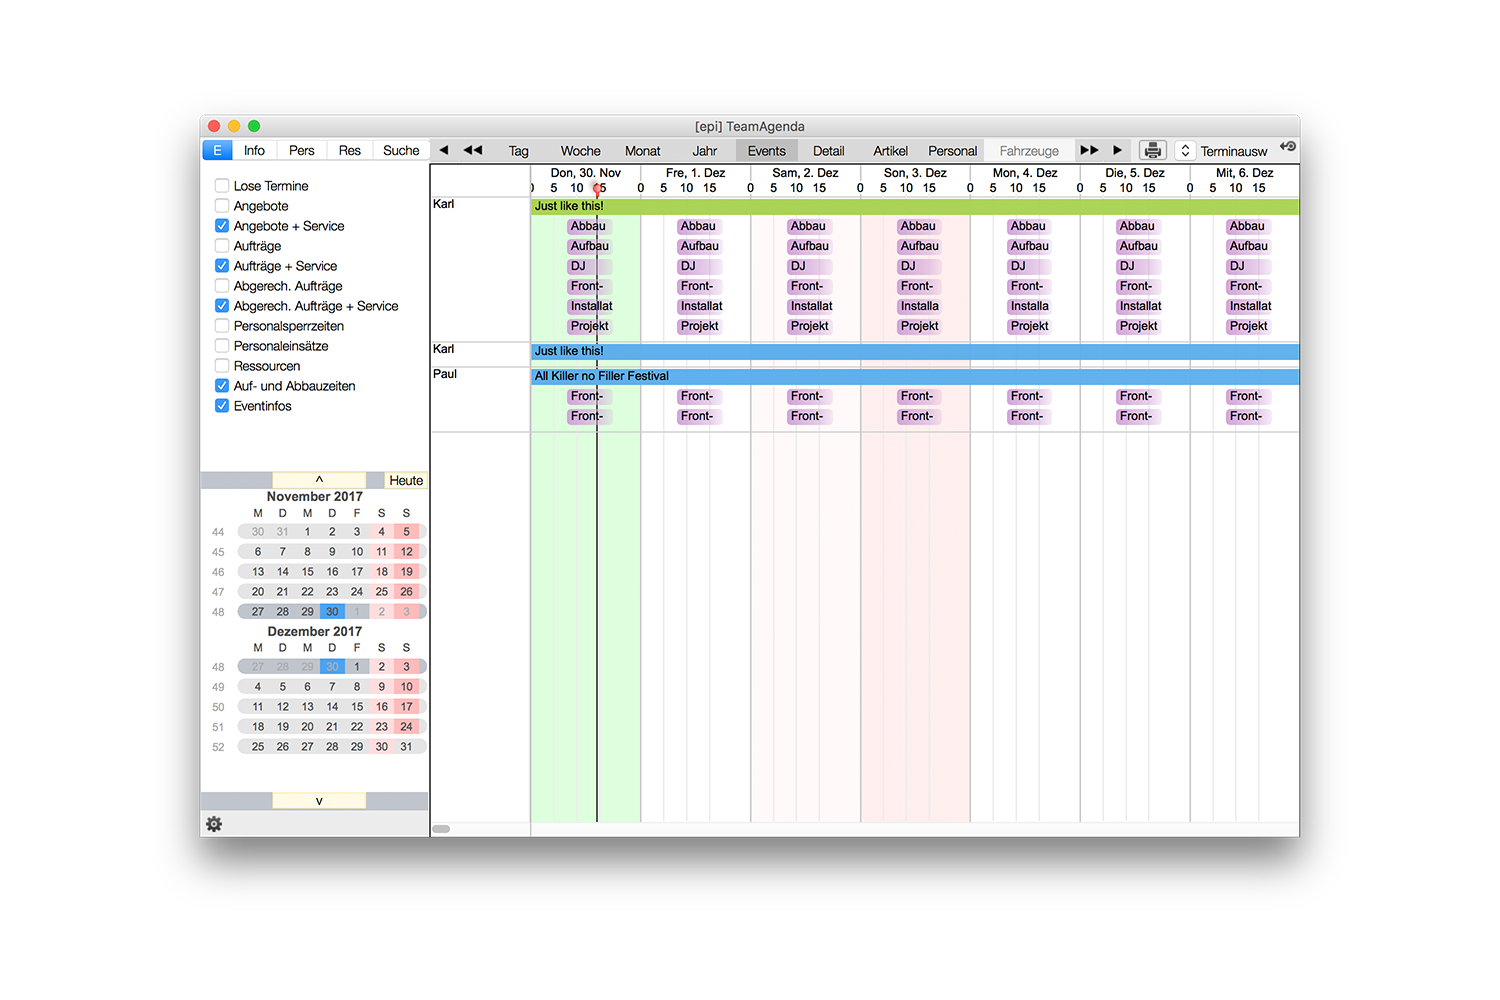 [epi] TeamAgenda
E Info Pers Res Suche Tag Woche Monat Jahr Events Detail Artikel Personal Fahrzeuge Terminausw
Lose Termine
Angebote
Angebote + Service
Aufträge
Aufträge + Service
Abgerech. Aufträge
Abgerech. Aufträge + Service
Personalsperrzeiten
Personaleinsätze
Ressourcen
Auf- und Abbauzeiten
Eventinfos
^ Heute
November 2017
M D M D F S S
44 30 31 1 2 3 4 5
45 6 7 8 9 10 11 12
46 13 14 15 16 17 18 19
47 20 21 22 23 24 25 26
48 27 28 29 30 1 2 3
Dezember 2017
M D M D F S S
48 27 28 29 30 1 2 3
49 4 5 6 7 8 9 10
50 11 12 13 14 15 16 17
51 18 19 20 21 22 23 24
52 25 26 27 28 29 30 31
v
Don, 30. Nov Fre, 1. Dez Sam, 2. Dez Son, 3. Dez Mon, 4. Dez Die, 5. Dez Mit, 6. Dez
5 10 0 5 10 15 0 5 10 15 0 5 10 15 0 5 10 15 0 5 10 15 0 5 10 15
Karl Just like this!
Abbau Abbau Abbau Abbau Abbau Abbau Abbau
Aufbau Aufbau Aufbau Aufbau Aufbau Aufbau Aufbau
DJ DJ DJ DJ DJ DJ DJ
Front- Front- Front- Front- Front- Front- Front-
Installat Installat Installat Installa Installa Installat Installat
Projekt Projekt Projekt Projekt Projekt Projekt Projekt
Karl Just like this!
Paul All Killer no Filler Festival
Front- Front- Front- Front- Front- Front- Front-
Front- Front- Front- Front- Front- Front- Front-